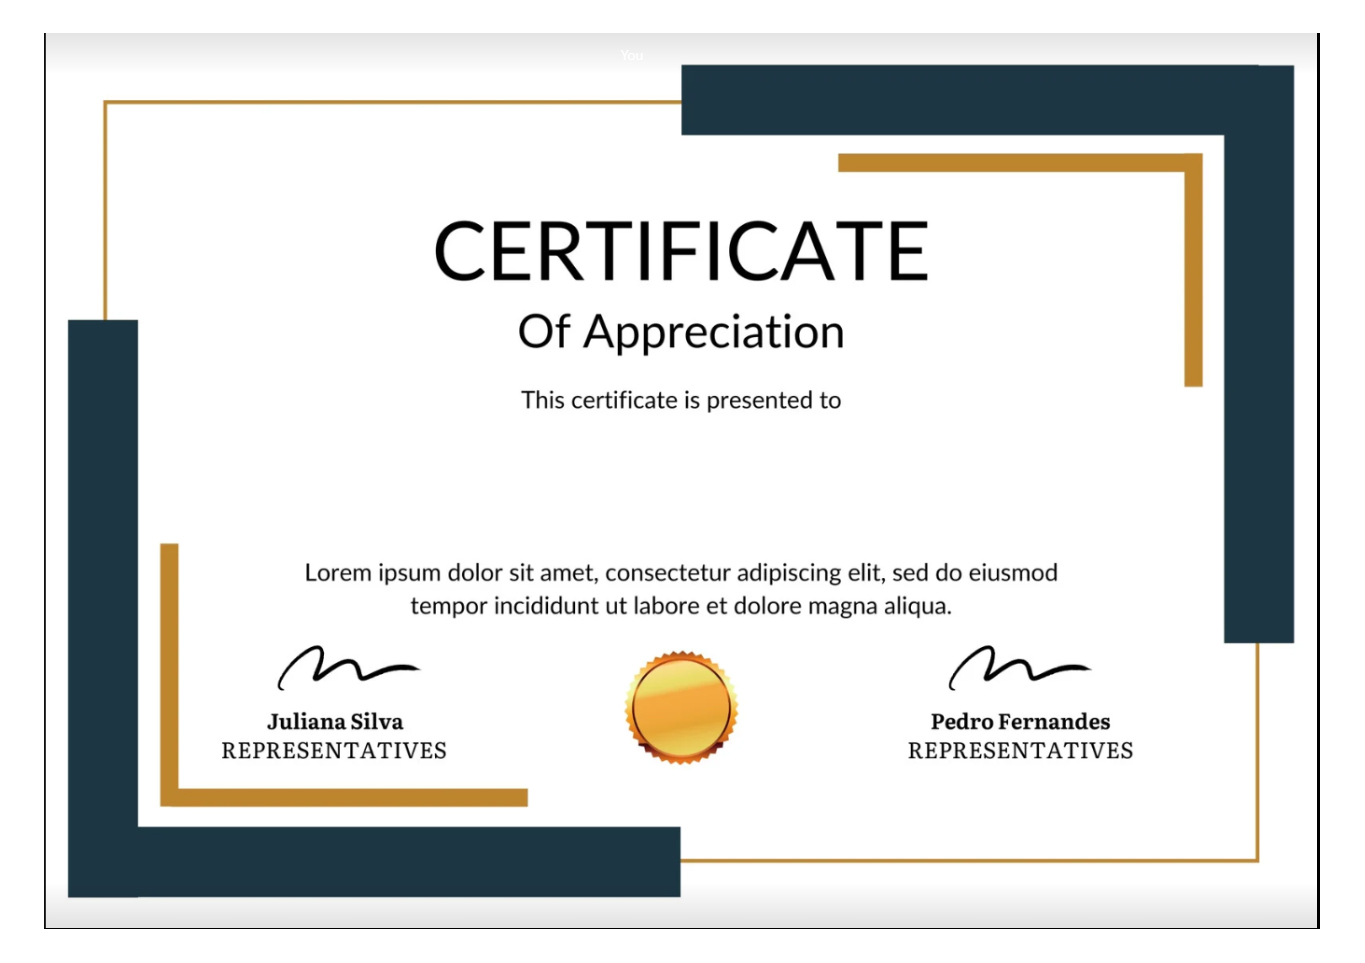 You
CERTIFICATE
Of Appreciation
This certificate is presented to
Lorem ipsum dolor sit amet, consectetur adipiscing elit, sed do eiusmod
tempor incididunt ut labore et dolore magna aliqua.
Juliana Silva
REPRESENTATIVES
Pedro Fernandes
REPRESENTATIVES